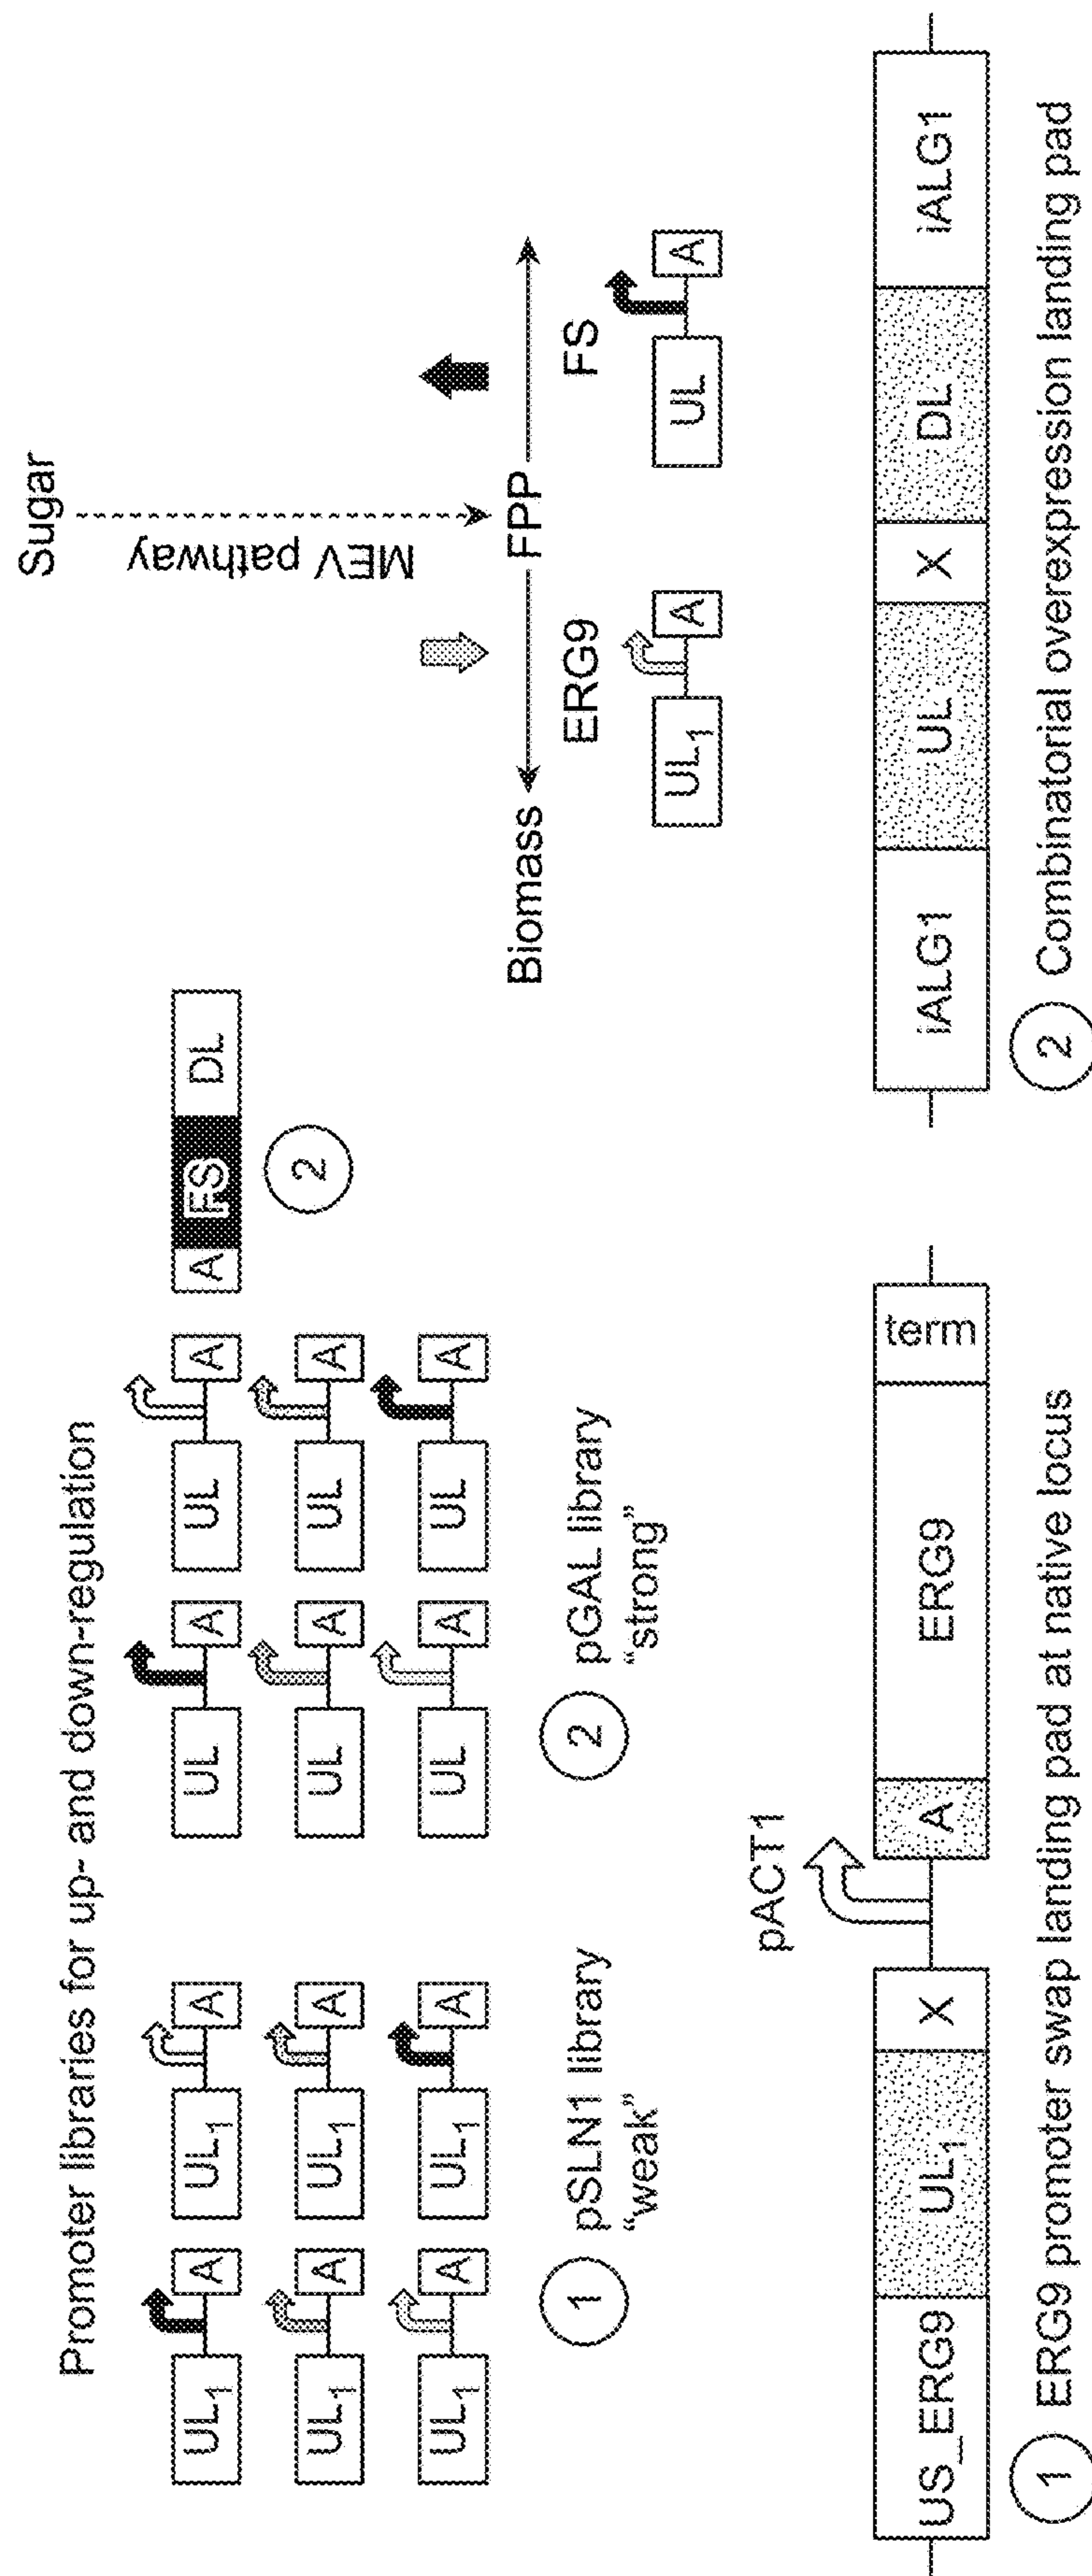 Promoter libraries for up- and down-regulation
UL1 A UL1 A UL A UL A A FS DL
UL1 A UL1 A UL A UL A 2
UL1 A UL1 A UL A UL A
1 pSLN1 library
"weak"
2 pGAL library
"strong"
Sugar
MEV pathway
Biomass FPP
ERG9 FS
UL1 A UL A
pACT1
US_ERG9 UL1 X A ERG9 term
1 ERG9 promoter swap landing pad at native locus
iALG1 UL X DL iALG1
2 Combinatorial overexpression landing pad